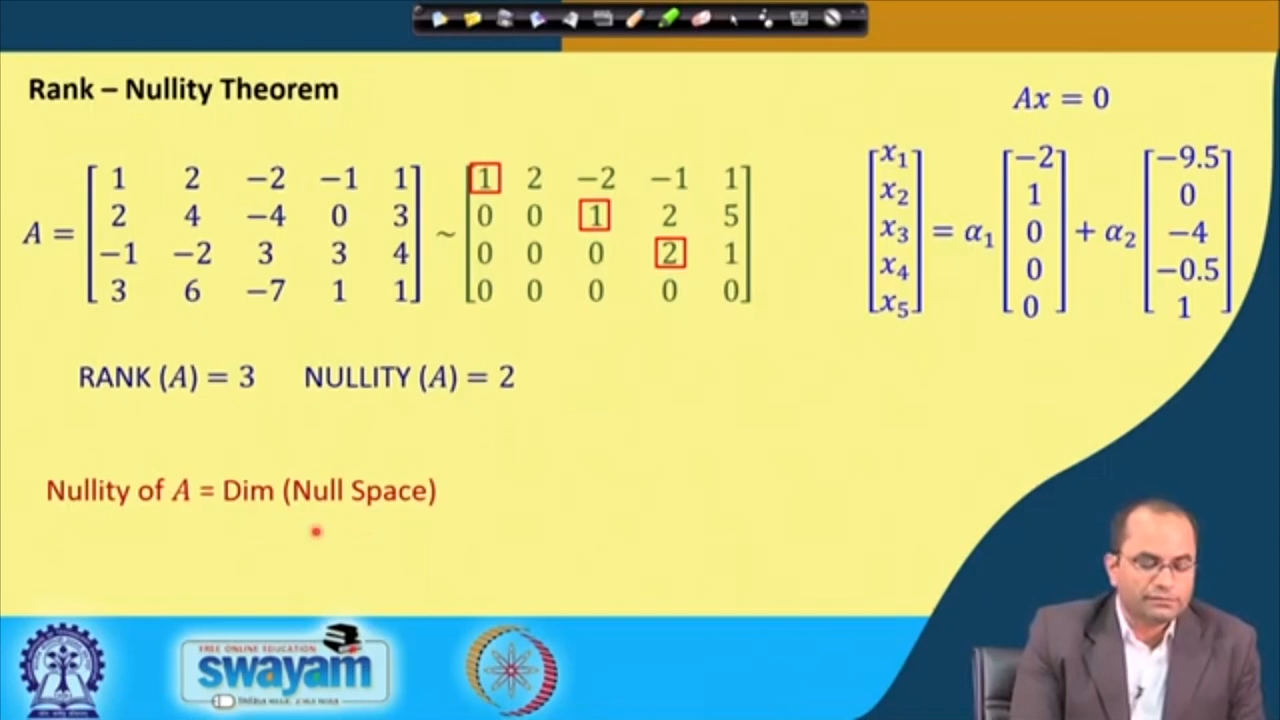 Rank – Nullity Theorem
Ax = 0
A = [1 2 −2 −1 1; 2 4 −4 0 3; −1 −2 3 3 4; 3 6 −7 1 1] ~ [1 2 −2 −1 1; 0 0 1 2 5; 0 0 0 2 1; 0 0 0 0 0]
[x₁; x₂; x₃; x₄; x₅] = α₁ [−2; 1; 0; 0; 0] + α₂ [−9.5; 0; −4; −0.5; 1]
RANK (A) = 3 NULLITY (A) = 2
Nullity of A = Dim (Null Space)
FREE ONLINE EDUCATION
swayam